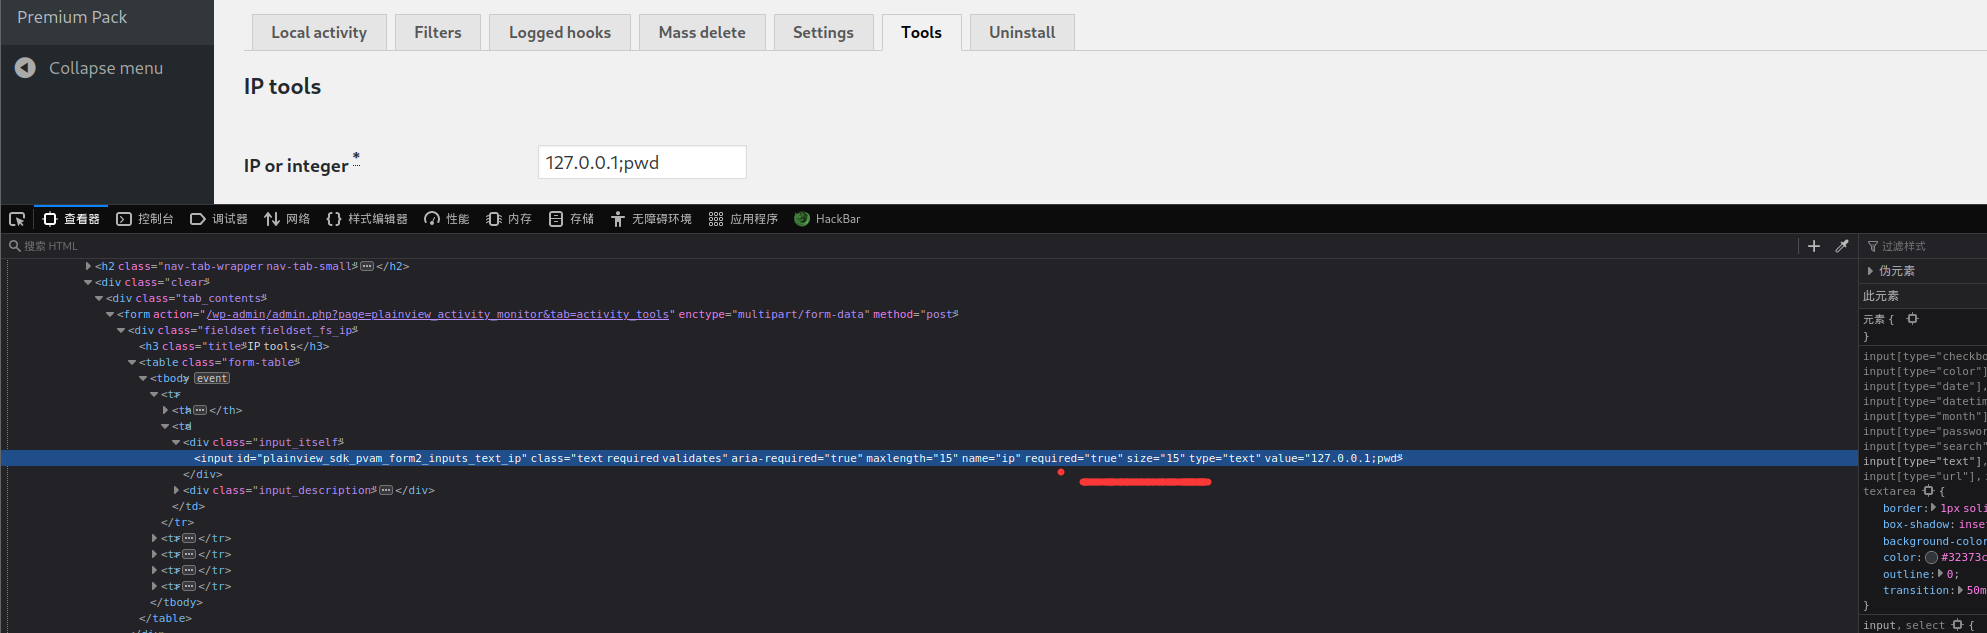 Premium Pack
Collapse menu
Local activity Filters Logged hooks Mass delete Settings Tools Uninstall
IP tools
IP or integer * 127.0.0.1;pwd
查看器 控制台 调试器 网络 {} 样式编辑器 性能 内存 存储 无障碍环境 应用程序 HackBar
搜索 HTML + 过滤样式
<h2 class="nav-tab-wrapper nav-tab-small"> ⋯ </h2>
<div class="clear">
<div class="tab_contents">
<form action="/wp-admin/admin.php?page=plainview_activity_monitor&tab=activity_tools" enctype="multipart/form-data" method="post">
<div class="fieldset fieldset_fs_ip">
<h3 class="title">IP tools</h3>
<table class="form-table">
<tbody> event
<tr>
<th> ⋯ </th>
<td>
<div class="input_itself">
<input id="plainview_sdk_pvam_form2_inputs_text_ip" class="text required validates" aria-required="true" maxlength="15" name="ip" required="true" size="15" type="text" value="127.0.0.1;pwd">
</div>
<div class="input_description"> ⋯ </div>
</td>
</tr>
<tr> ⋯ </tr>
<tr> ⋯ </tr>
<tr> ⋯ </tr>
<tr> ⋯ </tr>
</tbody>
</table>
伪元素
此元素
元素 {
}
input[type="checkbo
input[type="color"]
input[type="date"],
input[type="datetim
input[type="month"]
input[type="passwor
input[type="search"
input[type="text"],
input[type="url"],
textarea {
border: 1px soli
box-shadow: inse
background-color
color: #32373c
outline: 0;
transition: 50m
}
input, select {